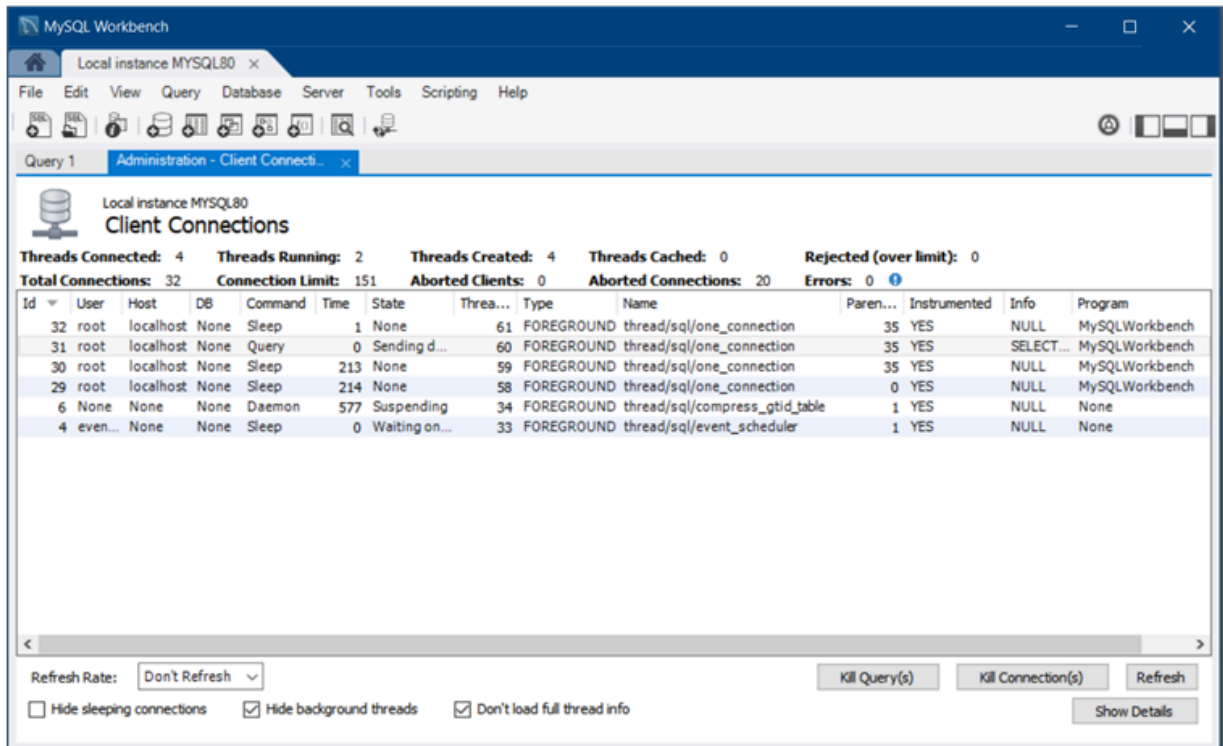 MySQL Workbench
Local instance MYSQL80
File Edit View Query Database Server Tools Scripting Help
Query 1 Administration - Client Connecti...
Local instance MYSQL80
Client Connections
Threads Connected: 4 Threads Running: 2 Threads Created: 4 Threads Cached: 0 Rejected (over limit): 0
Total Connections: 32 Connection Limit: 151 Aborted Clients: 0 Aborted Connections: 20 Errors: 0
Id User Host DB Command Time State Threa... Type Name Paren... Instrumented Info Program
32 root localhost None Sleep 1 None 61 FOREGROUND thread/sql/one_connection 35 YES NULL MySQLWorkbench
31 root localhost None Query 0 Sending d... 60 FOREGROUND thread/sql/one_connection 35 YES SELECT... MySQLWorkbench
30 root localhost None Sleep 213 None 59 FOREGROUND thread/sql/one_connection 35 YES NULL MySQLWorkbench
29 root localhost None Sleep 214 None 58 FOREGROUND thread/sql/one_connection 0 YES NULL MySQLWorkbench
6 None None None Daemon 577 Suspending 34 FOREGROUND thread/sql/compress_gtid_table 1 YES NULL None
4 even... None None Sleep 0 Waiting on... 33 FOREGROUND thread/sql/event_scheduler 1 YES NULL None
Refresh Rate: Don't Refresh Kill Query(s) Kill Connection(s) Refresh
Hide sleeping connections Hide background threads Don't load full thread info Show Details